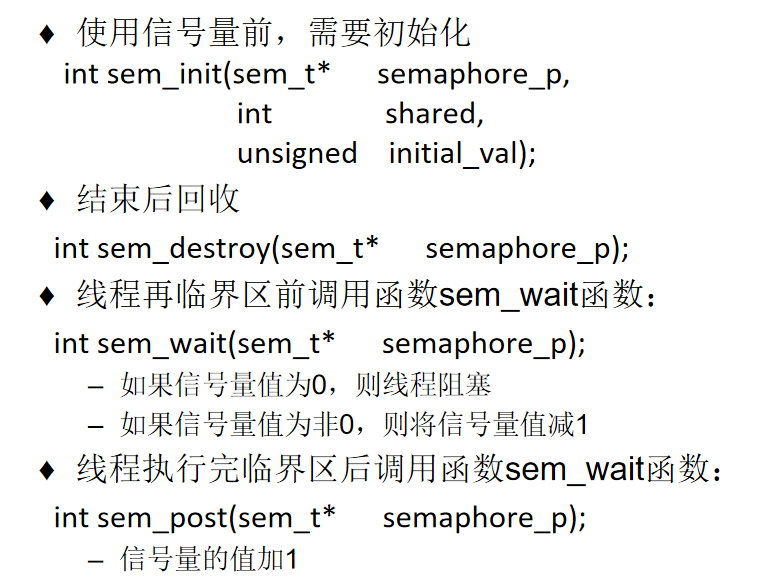 ♦ 使用信号量前，需要初始化
int sem_init(sem_t* semaphore_p,
int shared,
unsigned initial_val);
♦ 结束后回收
int sem_destroy(sem_t* semaphore_p);
♦ 线程再临界区前调用函数sem_wait函数：
int sem_wait(sem_t* semaphore_p);
– 如果信号量值为0，则线程阻塞
– 如果信号量值为非0，则将信号量值减1
♦ 线程执行完临界区后调用函数sem_wait函数：
int sem_post(sem_t* semaphore_p);
– 信号量的值加1